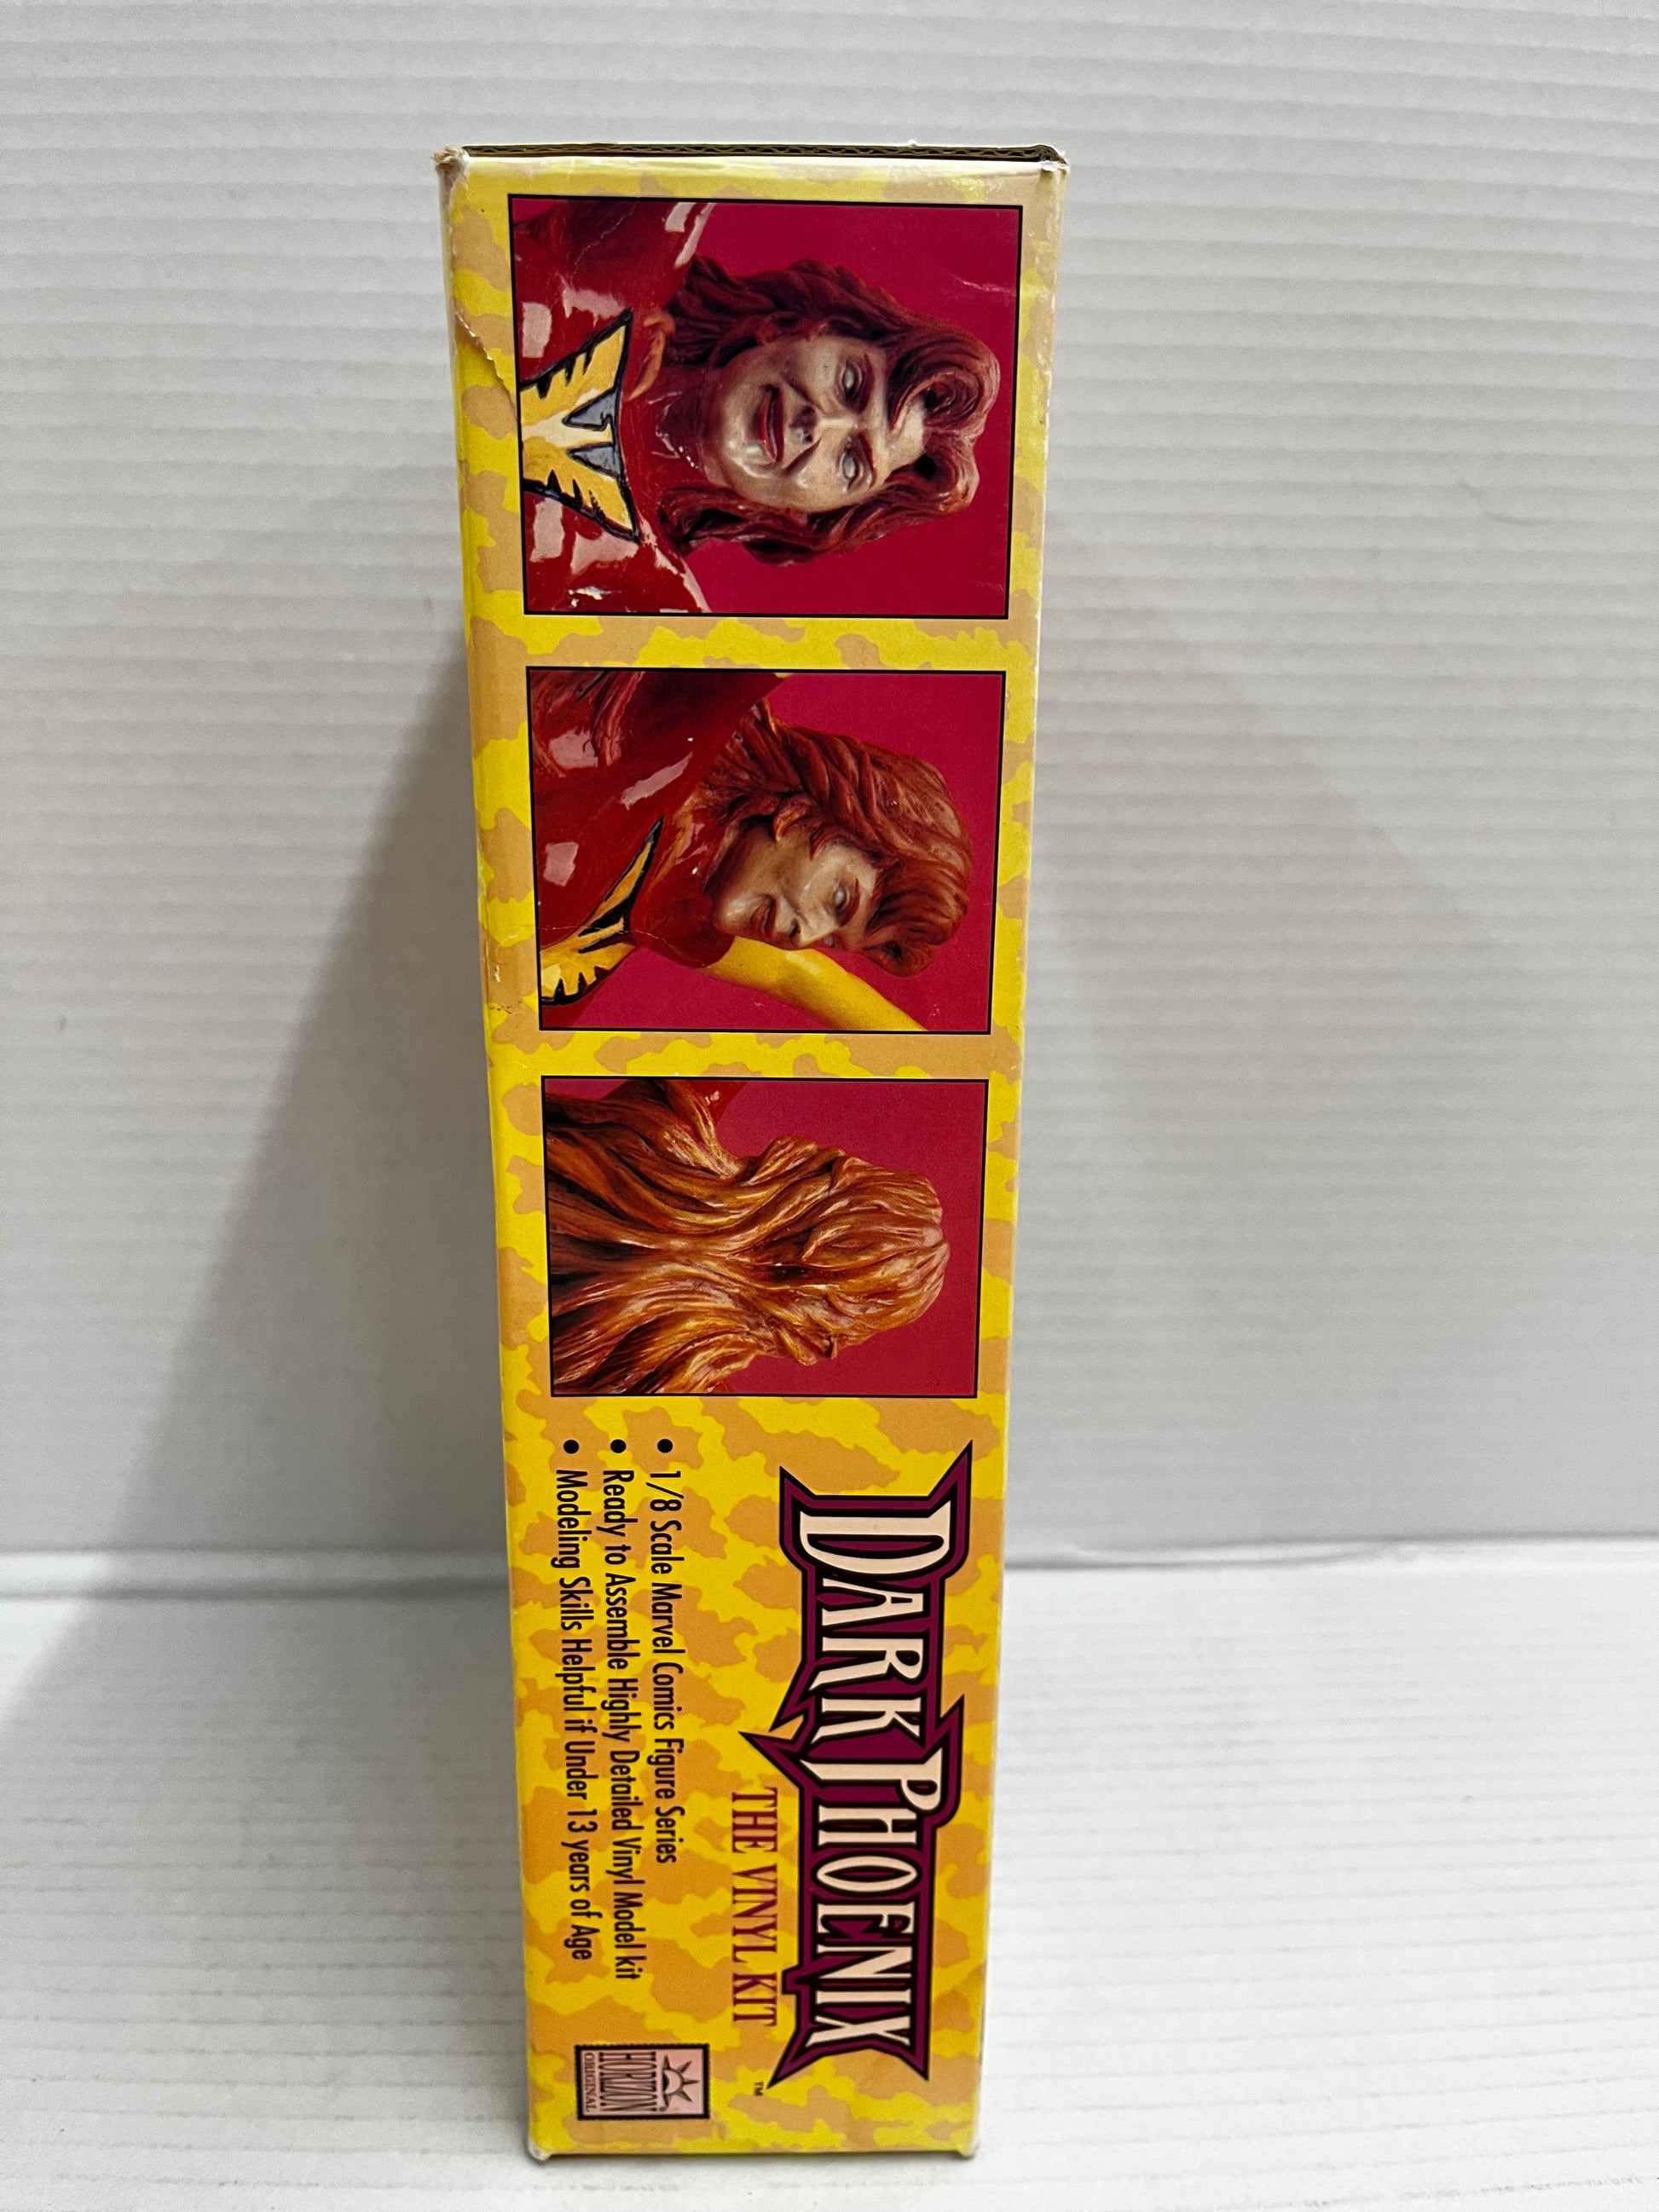 DARK PHOENIX
™
THE VINYL KIT
• 1/8 Scale Marvel Comics Figure Series
• Ready to Assemble Highly Detailed Vinyl Model kit
• Modeling Skills Helpful if Under 13 years of Age
HORIZON
ORIGINAL